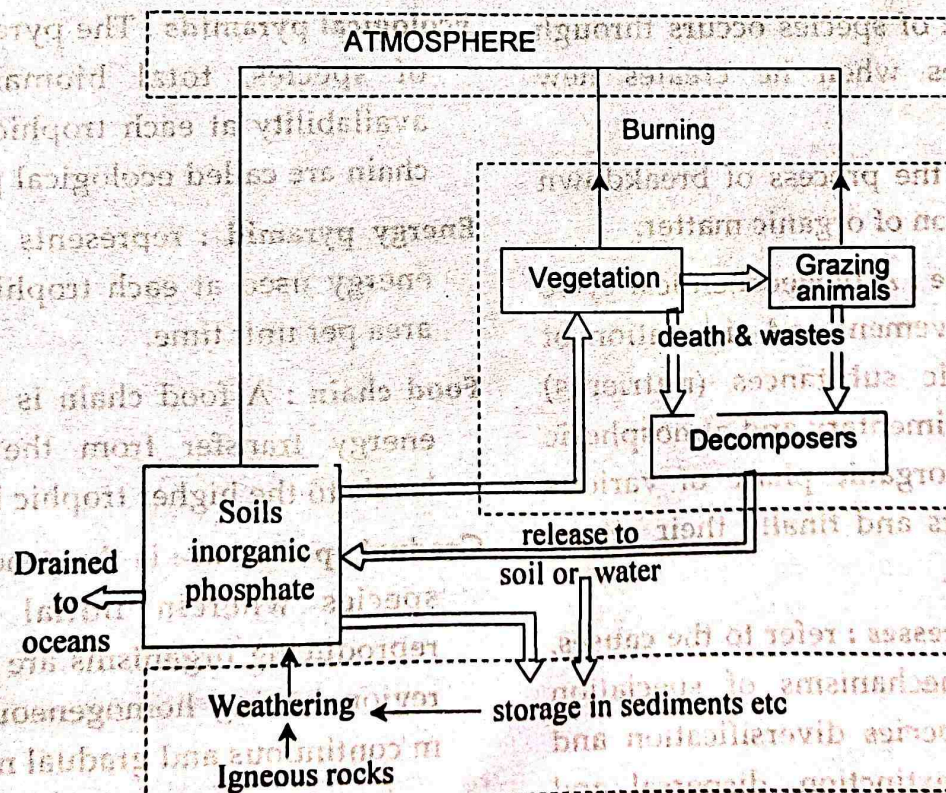 ATMOSPHERE
Burning
Vegetation
Grazing
animals
death & wastes
Decomposers
Soils
inorganic
phosphate
release to
soil or water
Drained
to
oceans
Weathering
storage in sediments etc
Igneous rocks